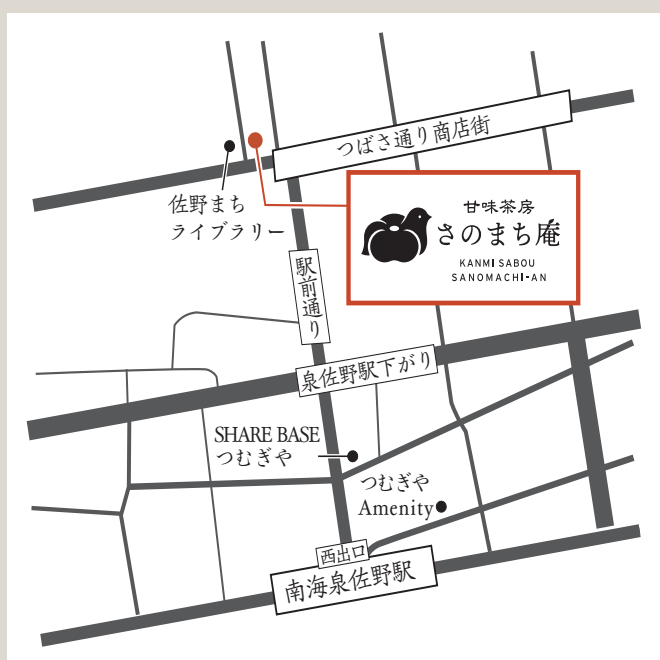 つばさ通り商店街
佐野まち
ライブラリー
甘味茶房
さのまち庵
KANMI SABOU
SANOMACHI-AN
駅前通り
泉佐野駅下がり
SHARE BASE
つむぎや
つむぎや
Amenity
西出口
南海泉佐野駅